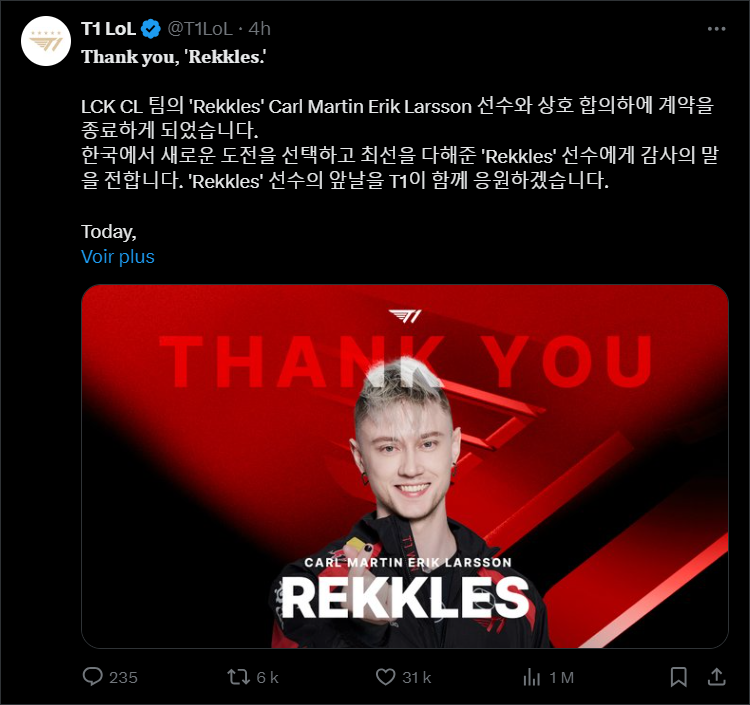 T1 LoL @T1LoL · 4h
Thank you, 'Rekkles.'
LCK CL 팀의 'Rekkles' Carl Martin Erik Larsson 선수와 상호 합의하에 계약을
종료하게 되었습니다.
한국에서 새로운 도전을 선택하고 최선을 다해준 'Rekkles' 선수에게 감사의 말
을 전합니다. 'Rekkles' 선수의 앞날을 T1이 함께 응원하겠습니다.
Today,
Voir plus
T1
THANK YOU
CARL MARTIN ERIK LARSSON
REKKLES
235 6 k 31 k 1 M